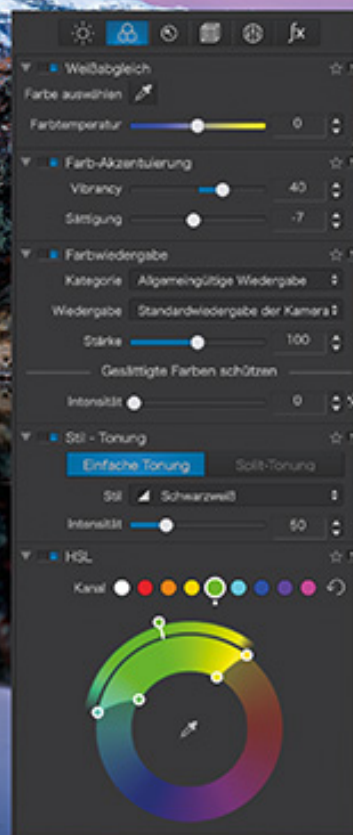 fx
Weißabgleich
Farbe auswählen
Farbtemperatur 0
Farb-Akzentuierung
Vibrancy 40
Sättigung -7
Farbwiedergabe
Kategorie Allgemeingültige Wiedergabe
Wiedergabe Standardwiedergabe der Kamera
Stärke 100
Gesättigte Farben schützen
Intensität 0
Stil - Tonung
Einfache Tonung Split-Tonung
Stil Schwarzweiß
Intensität 50
HSL
Kanal